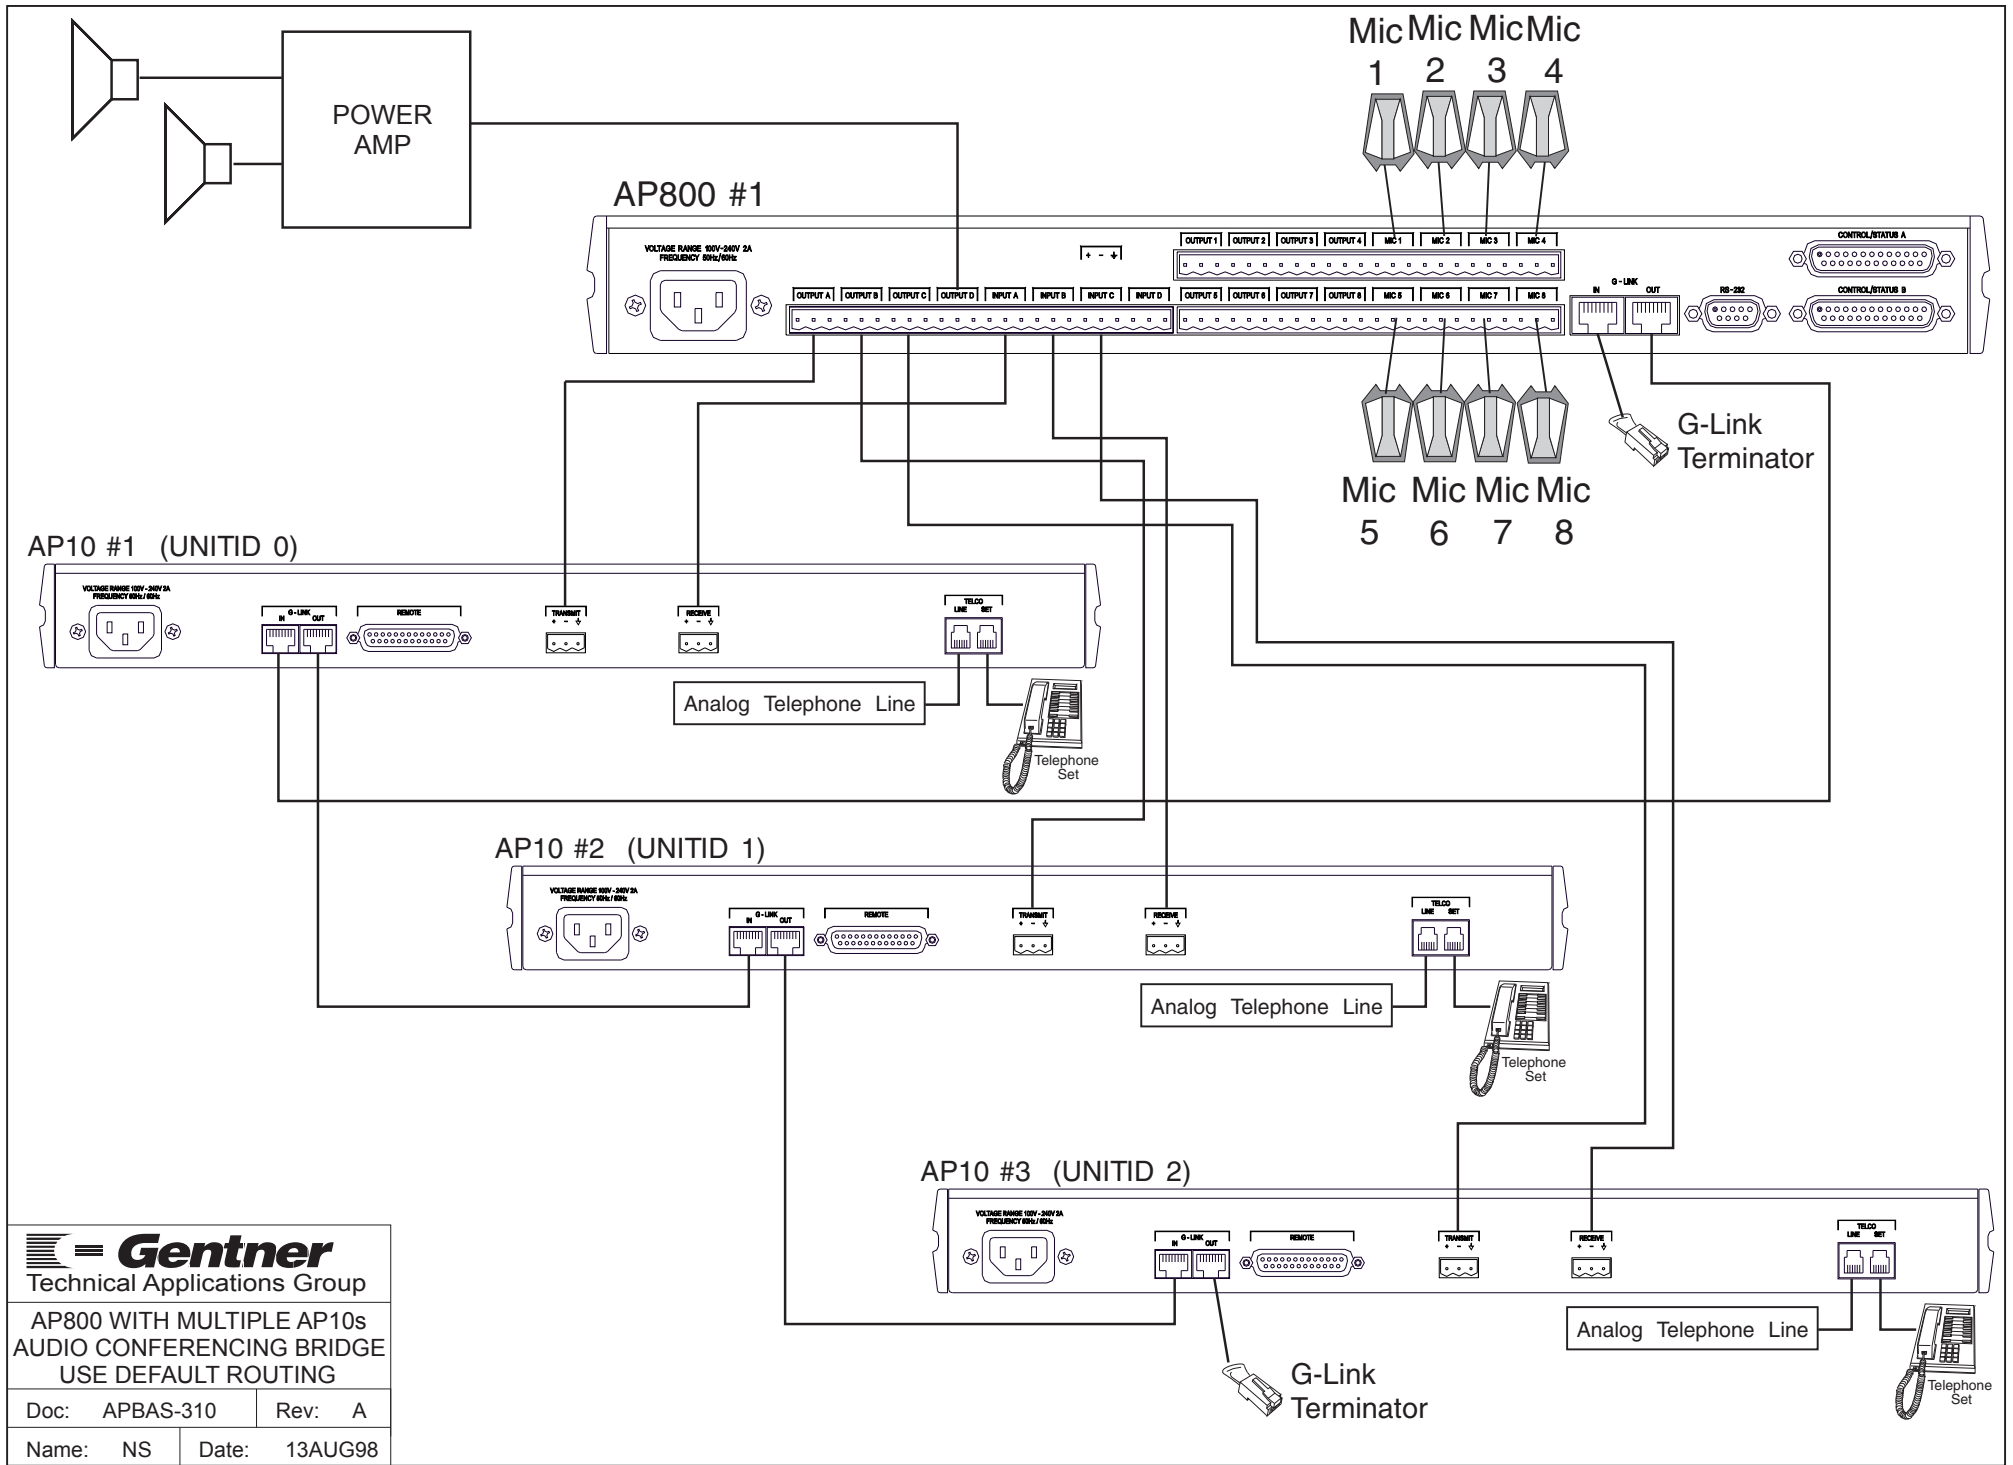 Mic Mic Mic Mic
1 2 3 4
POWER
AMP
AP800 #1
VOLTAGE RANGE 100V-240V 2A
FREQUENCY 50Hz/60Hz
+ -
OUTPUT 1 OUTPUT 2 OUTPUT 3 OUTPUT 4 MIC 1 MIC 2 MIC 3 MIC 4
CONTROL/STATUS A
OUTPUT A OUTPUT B OUTPUT C OUTPUT D INPUT A INPUT B INPUT C INPUT D
OUTPUT 5 OUTPUT 6 OUTPUT 7 OUTPUT 8 MIC 5 MIC 6 MIC 7 MIC 8
G - LINK
IN OUT
RS-232
CONTROL/STATUS B
G-Link
Terminator
Mic Mic Mic Mic
5 6 7 8
AP10 #1 (UNITID 0)
VOLTAGE RANGE 100V - 240V 2A
FREQUENCY 50Hz / 60Hz
G - LINK
IN OUT
REMOTE
TRANSMIT
+ -
RECEIVE
+ -
TELCO
LINE SET
Analog Telephone Line
Telephone
Set
AP10 #2 (UNITID 1)
VOLTAGE RANGE 100V - 240V 2A
FREQUENCY 50Hz / 60Hz
G - LINK
IN OUT
REMOTE
TRANSMIT
+ -
RECEIVE
+ -
TELCO
LINE SET
Analog Telephone Line
Telephone
Set
AP10 #3 (UNITID 2)
VOLTAGE RANGE 100V - 240V 2A
FREQUENCY 50Hz / 60Hz
G - LINK
IN OUT
REMOTE
TRANSMIT
+ -
RECEIVE
+ -
TELCO
LINE SET
Analog Telephone Line
Telephone
Set
G-Link
Terminator
Gentner
Technical Applications Group
AP800 WITH MULTIPLE AP10s
AUDIO CONFERENCING BRIDGE
USE DEFAULT ROUTING
Doc: APBAS-310 Rev: A
Name: NS Date: 13AUG98